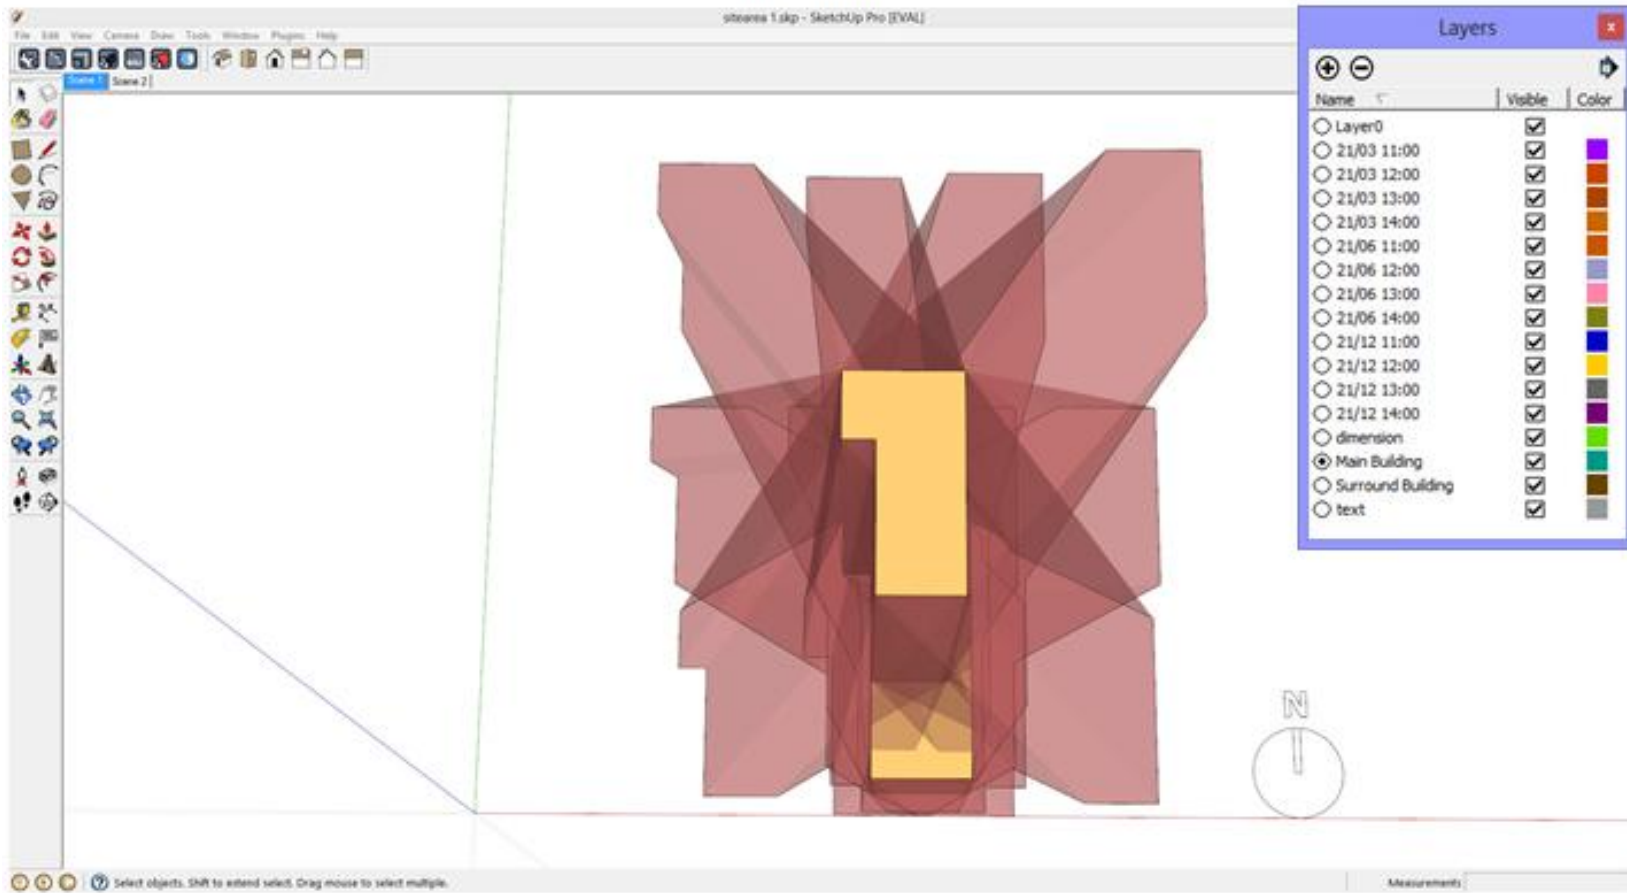 sitearea 1.skp - SketchUp Pro [EVAL]
File Edit View Camera Draw Tools Window Plugins Help
Scene 1 Scene 2
Layers
Name Visible Color
Layer0
21/03 11:00
21/03 12:00
21/03 13:00
21/03 14:00
21/06 11:00
21/06 12:00
21/06 13:00
21/06 14:00
21/12 11:00
21/12 12:00
21/12 13:00
21/12 14:00
dimension
Main Building
Surround Building
text
N
Select objects. Shift to extend select. Drag mouse to select multiple.
Measurements